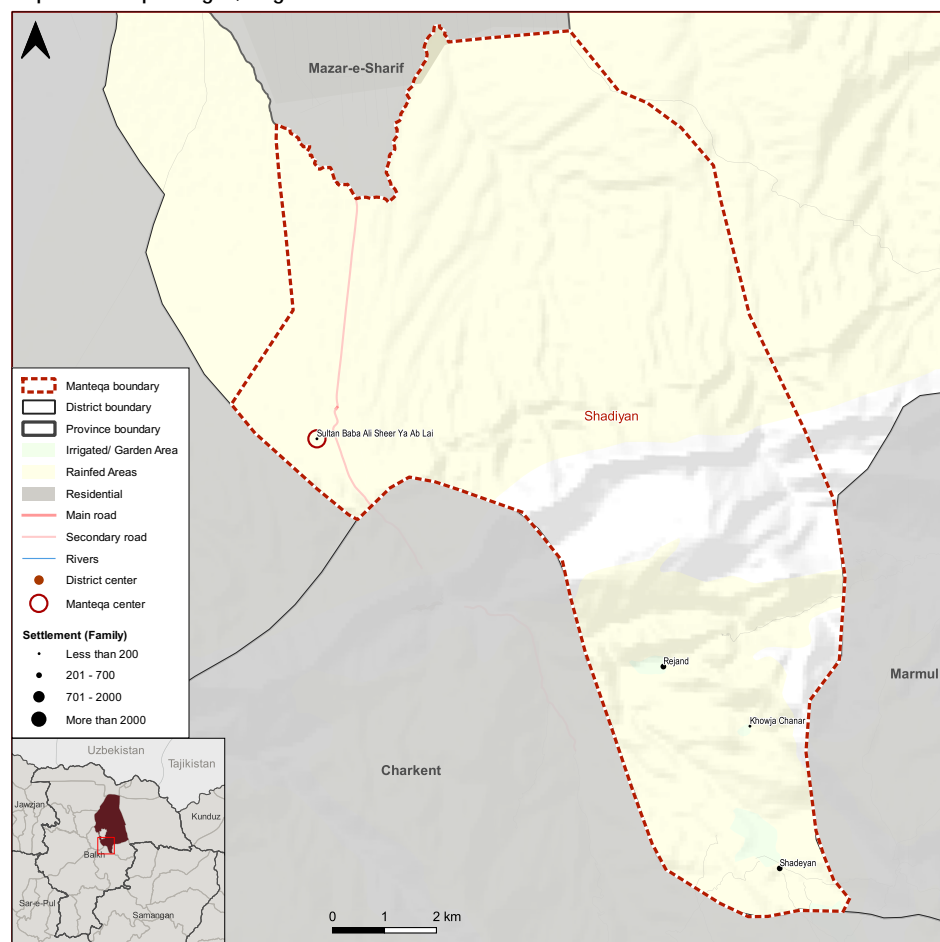 Mazar-e-Sharif
Shadiyan
Sultan Baba Ali Sheer Ya Ab Lai
Manteqa boundary
District boundary
Province boundary
Irrigated/ Garden Area
Rainfed Areas
Residential
Main road
Secondary road
Rivers
District center
Manteqa center
Settlement (Family)
Less than 200
201 - 700
701 - 2000
More than 2000
Rejand
Khowja Chanar
Marmul
Charkent
Shadeyan
Uzbekistan
Tajikistan
Jawzjan
Kunduz
Balkh
Sar-e-Pul
Samangan
0 1 2 km